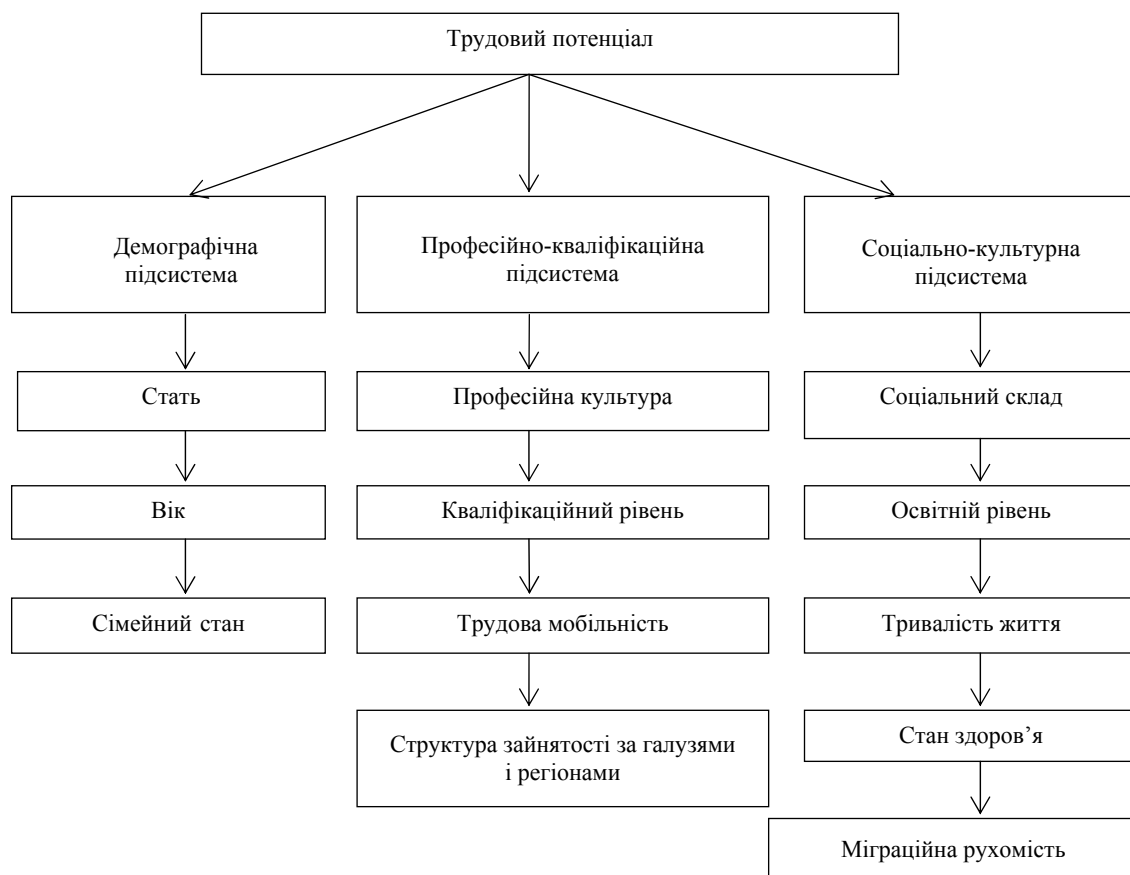 Трудовий потенціал
Демографічна
підсистема
Професійно-кваліфікаційна
підсистема
Соціально-культурна
підсистема
Стать
Професійна культура
Соціальний склад
Вік
Кваліфікаційний рівень
Освітній рівень
Сімейний стан
Трудова мобільність
Тривалість життя
Структура зайнятості за галузями
і регіонами
Стан здоров’я
Міграційна рухомість